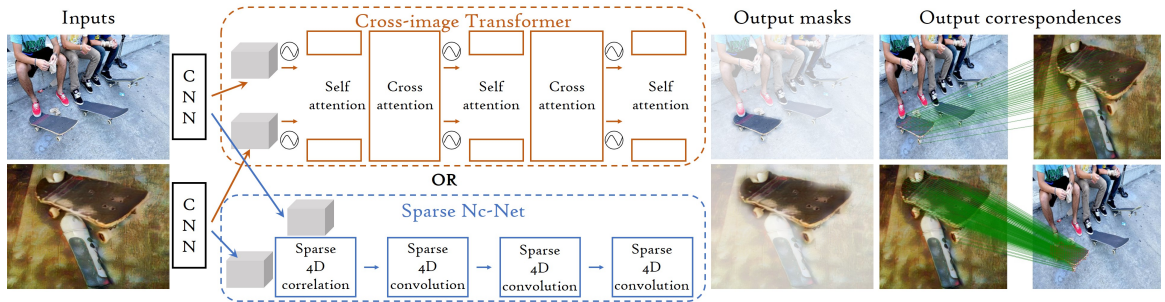 Inputs
Cross-image Transformer
Output masks
Output correspondences
C
N
N
Self
attention
Cross
attention
Self
attention
Cross
attention
Self
attention
OR
C
N
N
Sparse Nc-Net
Sparse
4D
correlation
Sparse
4D
convolution
Sparse
4D
convolution
Sparse
4D
convolution